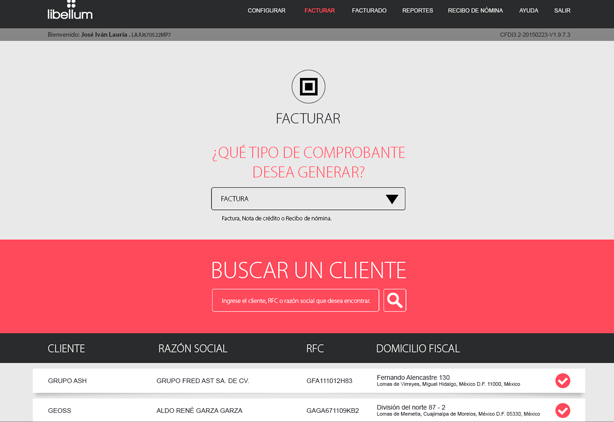 libellum
CONFIGURAR FACTURAR FACTURADO REPORTES RECIBO DE NÓMINA AYUDA SALIR
Bienvenido: José Iván Lauría .
CFDI3.2-20150223-V1.9.7.3
FACTURAR
¿QUÉ TIPO DE COMPROBANTE
DESEA GENERAR?
FACTURA
Factura, Nota de crédito o Recibo de nómina.
BUSCAR UN CLIENTE
Ingrese el cliente, RFC o razón social que desea encontrar.
CLIENTE RAZÓN SOCIAL RFC DOMICILIO FISCAL
GRUPO ASH GRUPO FRED AST SA. DE CV. GFA111012H83 Fernando Alencastre 130
Lomas de Virreyes, Miguel Hidalgo, México D.F. 11000, México
GEOSS ALDO RENÉ GARZA GARZA GAGA671109KB2 División del norte 87 - 2
Lomas de Memetla, Cuajimalpa de Morelos, México D.F. 05330, México